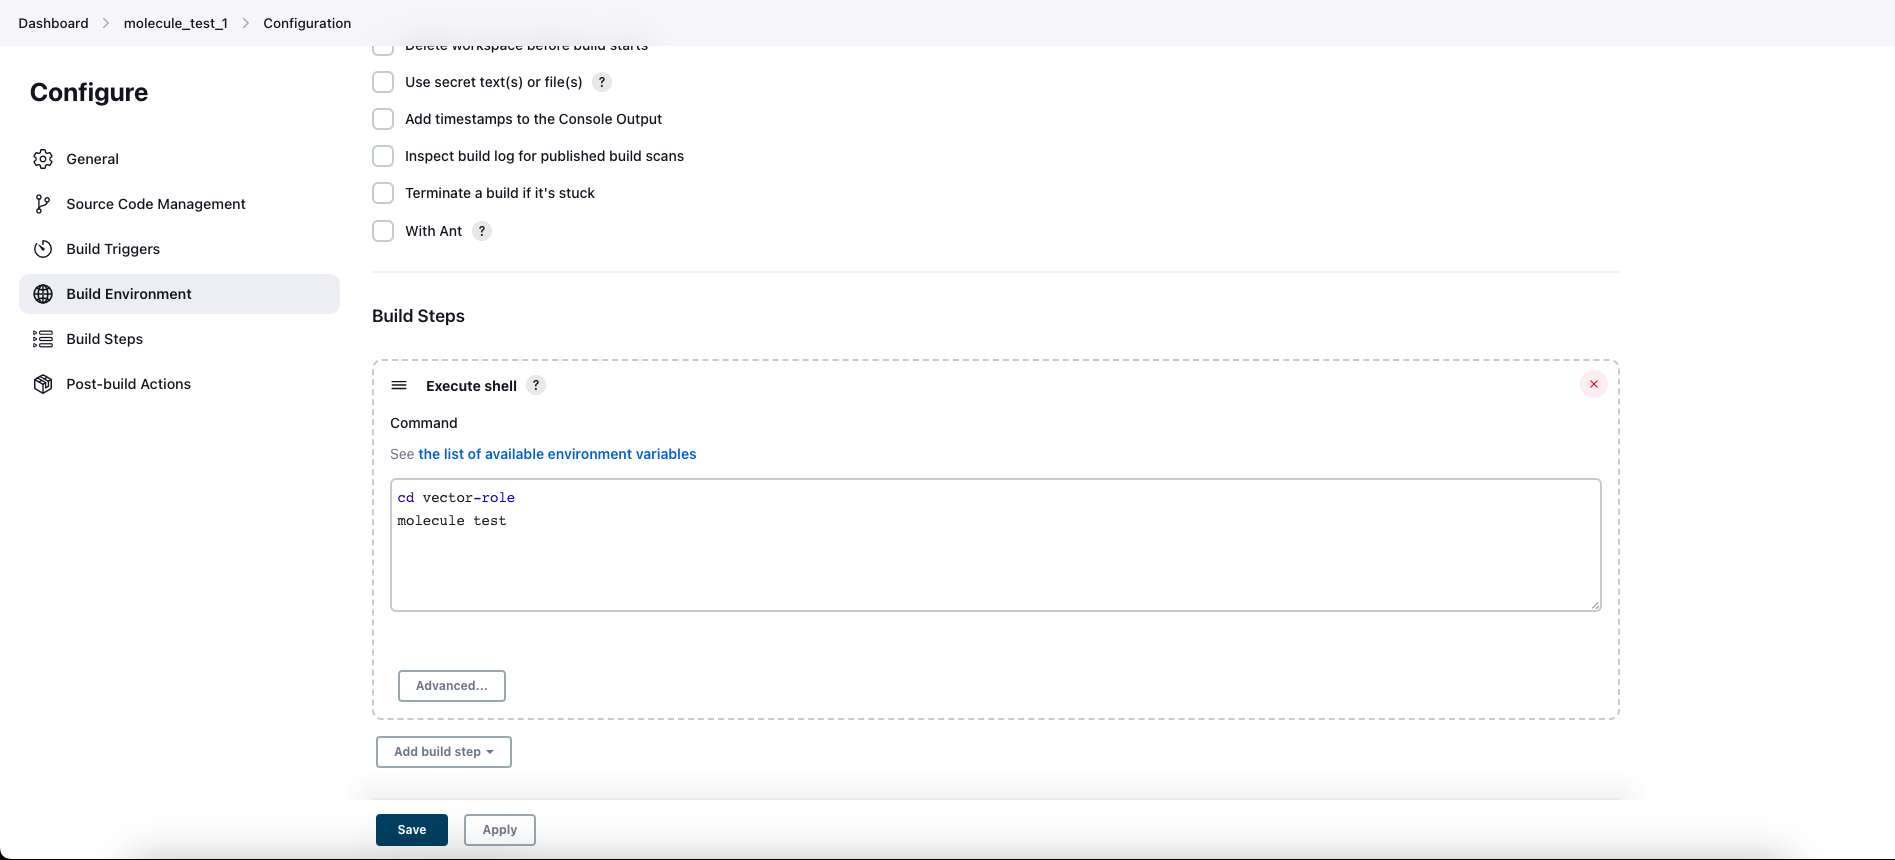 Dashboard > molecule_test_1 > Configuration
Configure
General
Source Code Management
Build Triggers
Build Environment
Build Steps
Post-build Actions
Delete workspace before build starts
Use secret text(s) or file(s) ?
Add timestamps to the Console Output
Inspect build log for published build scans
Terminate a build if it's stuck
With Ant ?
Build Steps
Execute shell ?
Command
See the list of available environment variables
cd vector-role
molecule test
Advanced...
Add build step
Save
Apply